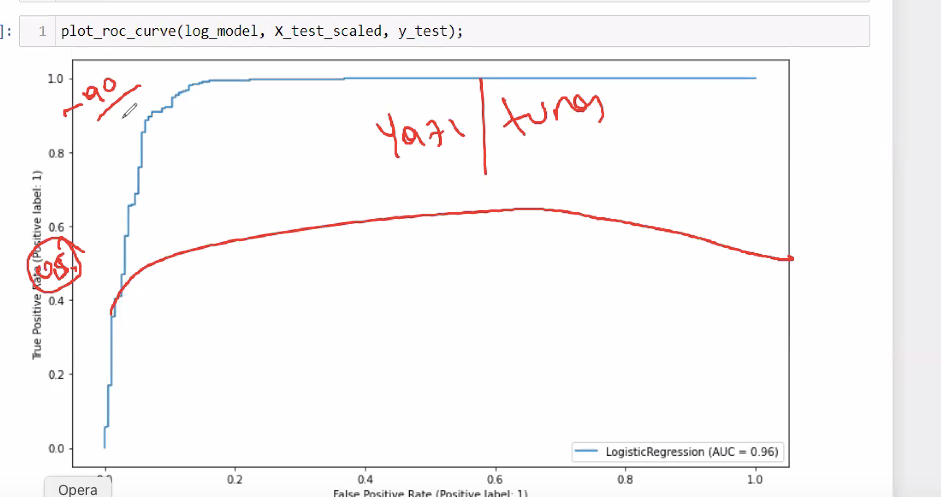 ]: 1 plot_roc_curve(log_model, X_test_scaled, y_test);
1.0
0.8
0.6
0.4
0.2
0.0
True Positive Rate (Positive label: 1)
90
yazı
tura
LogisticRegression (AUC = 0.96)
0.2 0.4 0.6 0.8 1.0
False Positive Rate (Positive label: 1)
Opera